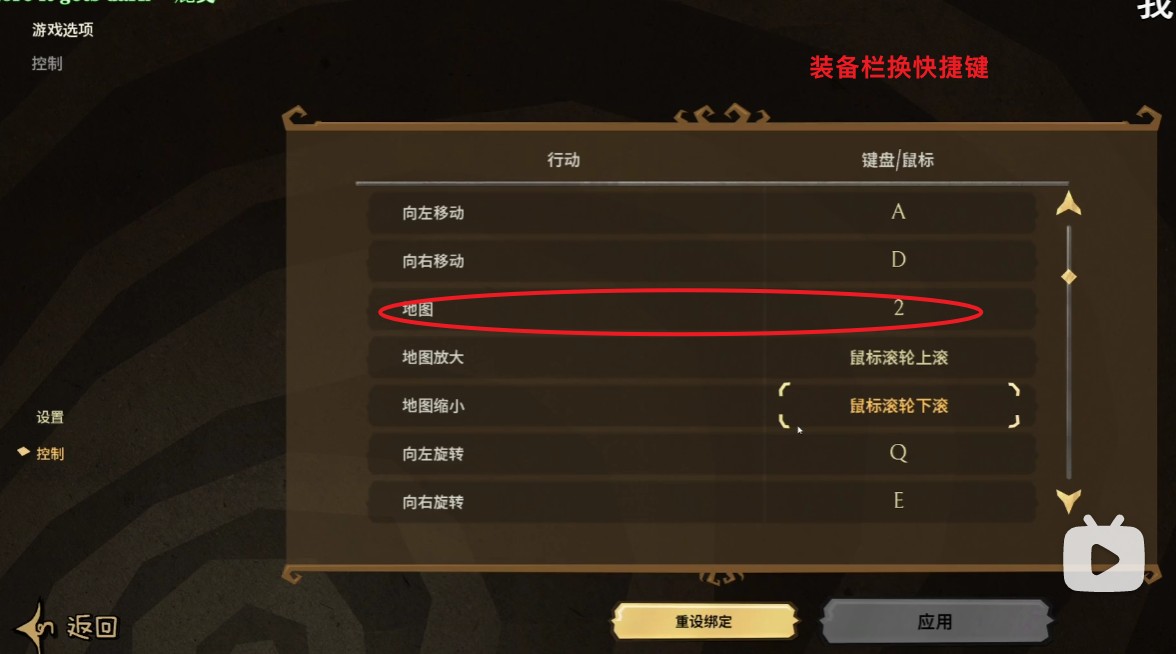 我
游戏选项
控制
装备栏换快捷键
行动 键盘/鼠标
向左移动 A
向右移动 D
地图 2
地图放大 鼠标滚轮上滚
地图缩小 鼠标滚轮下滚
向左旋转 Q
向右旋转 E
设置
控制
返回
重设绑定
应用